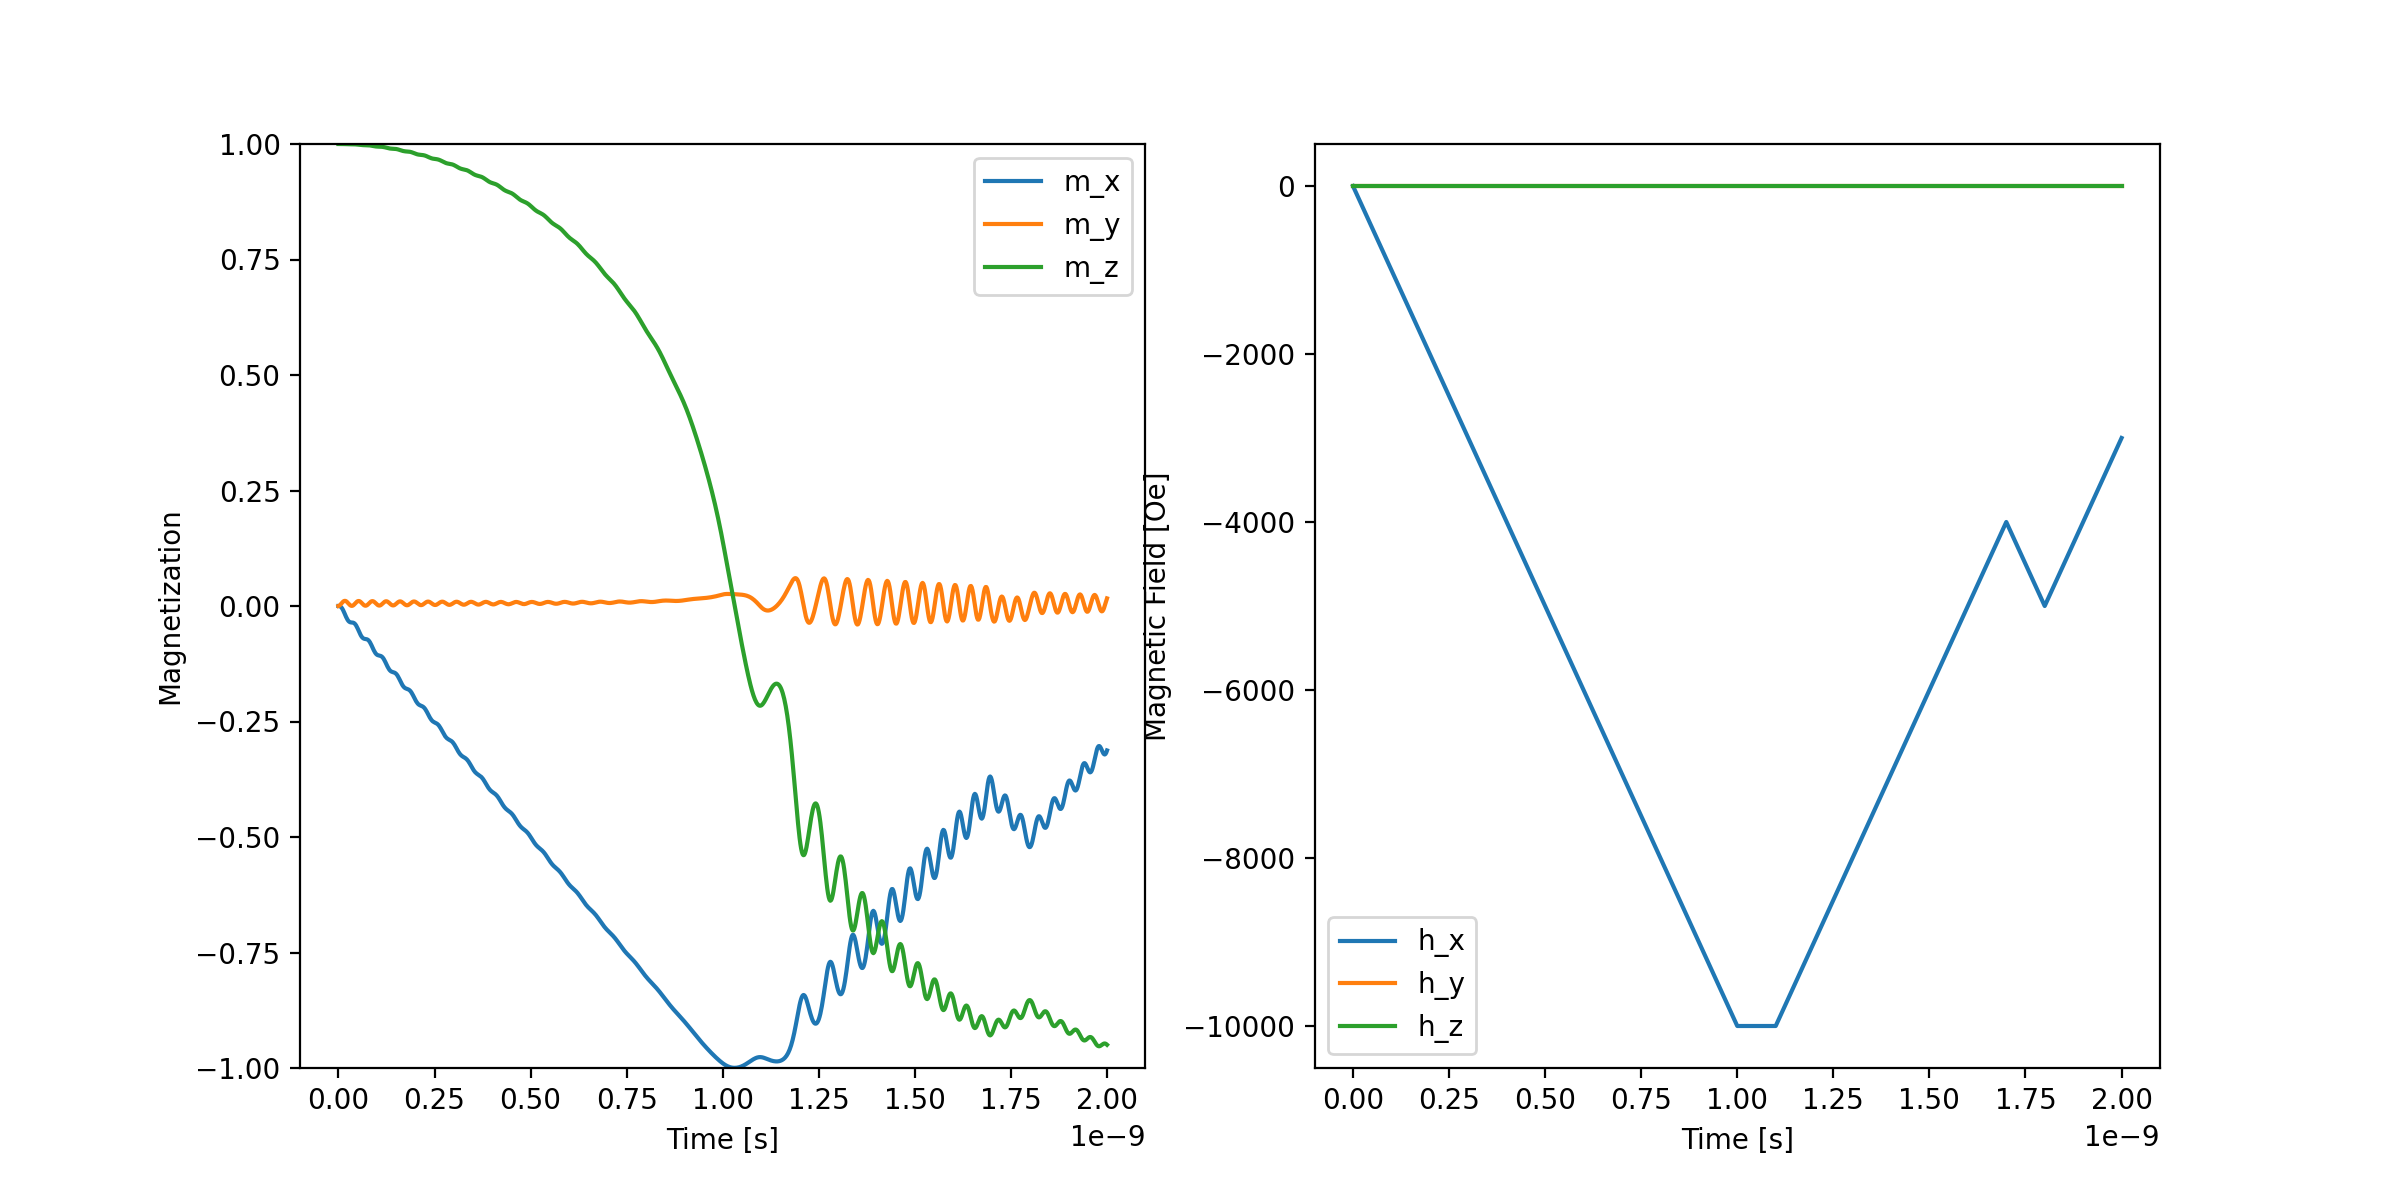 1.00
0.75
0.50
0.25
0.00
−0.25
−0.50
−0.75
−1.00
Magnetization
m_x
m_y
m_z
0.00 0.25 0.50 0.75 1.00 1.25 1.50 1.75 2.00
Time [s]
1e−9
0
−2000
−4000
−6000
−8000
−10000
Magnetic Field [Oe]
h_x
h_y
h_z
0.00 0.25 0.50 0.75 1.00 1.25 1.50 1.75 2.00
Time [s]
1e−9